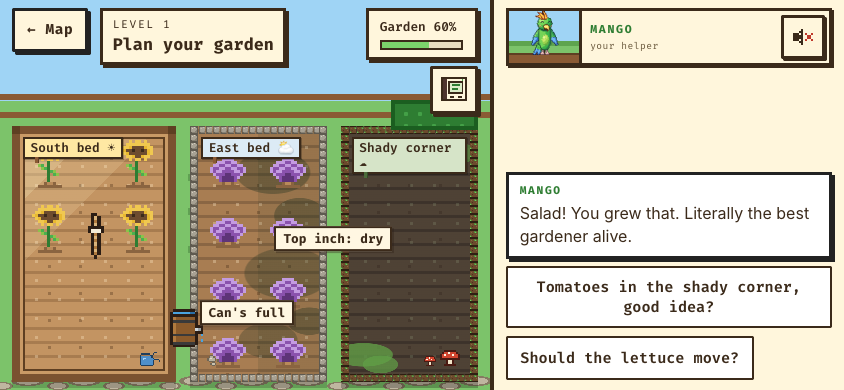 ← Map
LEVEL 1
Plan your garden
Garden 60%
South bed ☀
East bed ⛅
Shady corner
☁
Top inch: dry
Can's full
MANGO
your helper
MANGO
Salad! You grew that. Literally the best
gardener alive.
Tomatoes in the shady corner,
good idea?
Should the lettuce move?